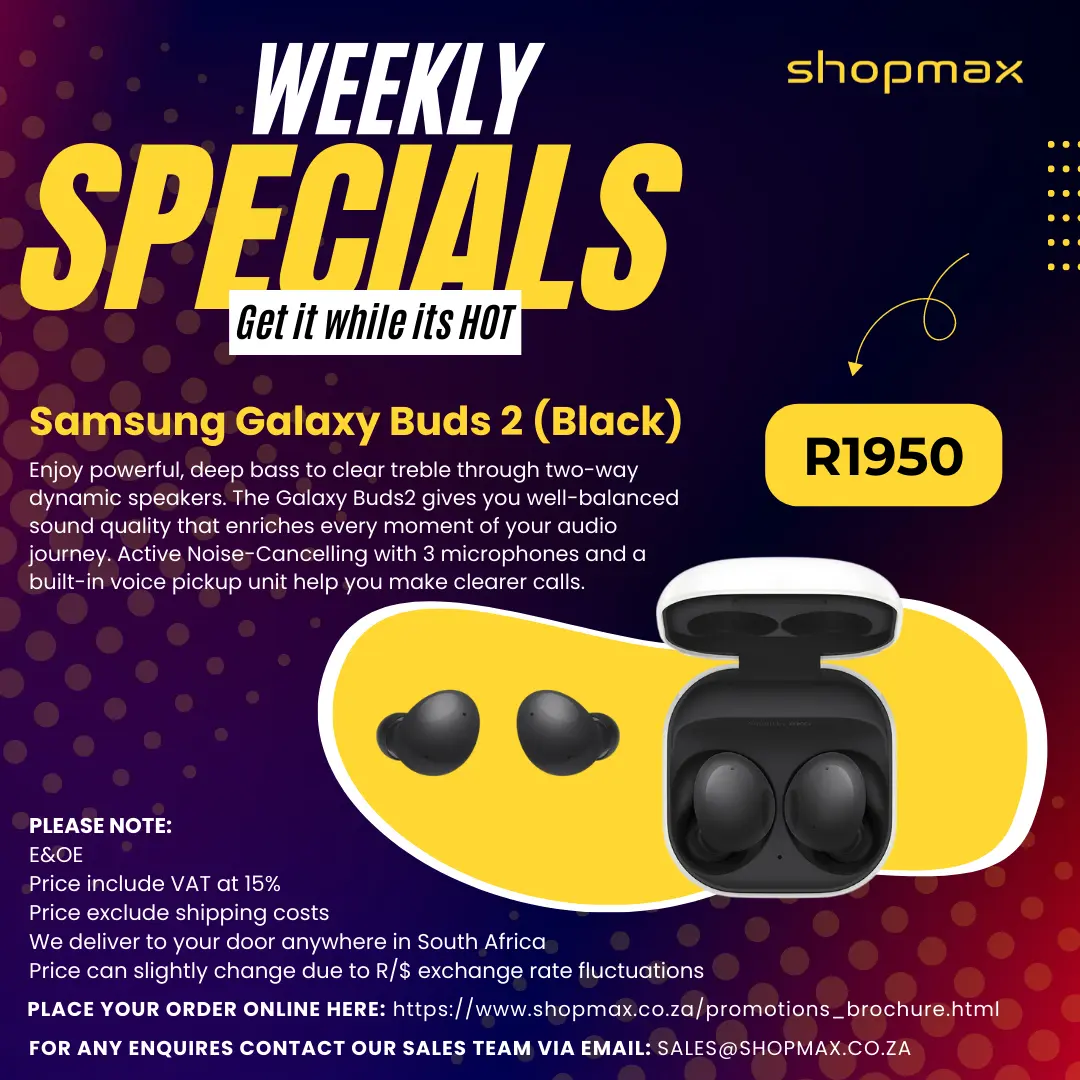 WEEKLY
shopmax
SPECIALS
Get it while its HOT
Samsung Galaxy Buds 2 (Black)
R1950
Enjoy powerful, deep bass to clear treble through two-way
dynamic speakers. The Galaxy Buds2 gives you well-balanced
sound quality that enriches every moment of your audio
journey. Active Noise-Cancelling with 3 microphones and a
built-in voice pickup unit help you make clearer calls.
PLEASE NOTE:
E&OE
Price include VAT at 15%
Price exclude shipping costs
We deliver to your door anywhere in South Africa
Price can slightly change due to R/$ exchange rate fluctuations
PLACE YOUR ORDER ONLINE HERE: https://www.shopmax.co.za/promotions_brochure.html
FOR ANY ENQUIRES CONTACT OUR SALES TEAM VIA EMAIL: SALES@SHOPMAX.CO.ZA